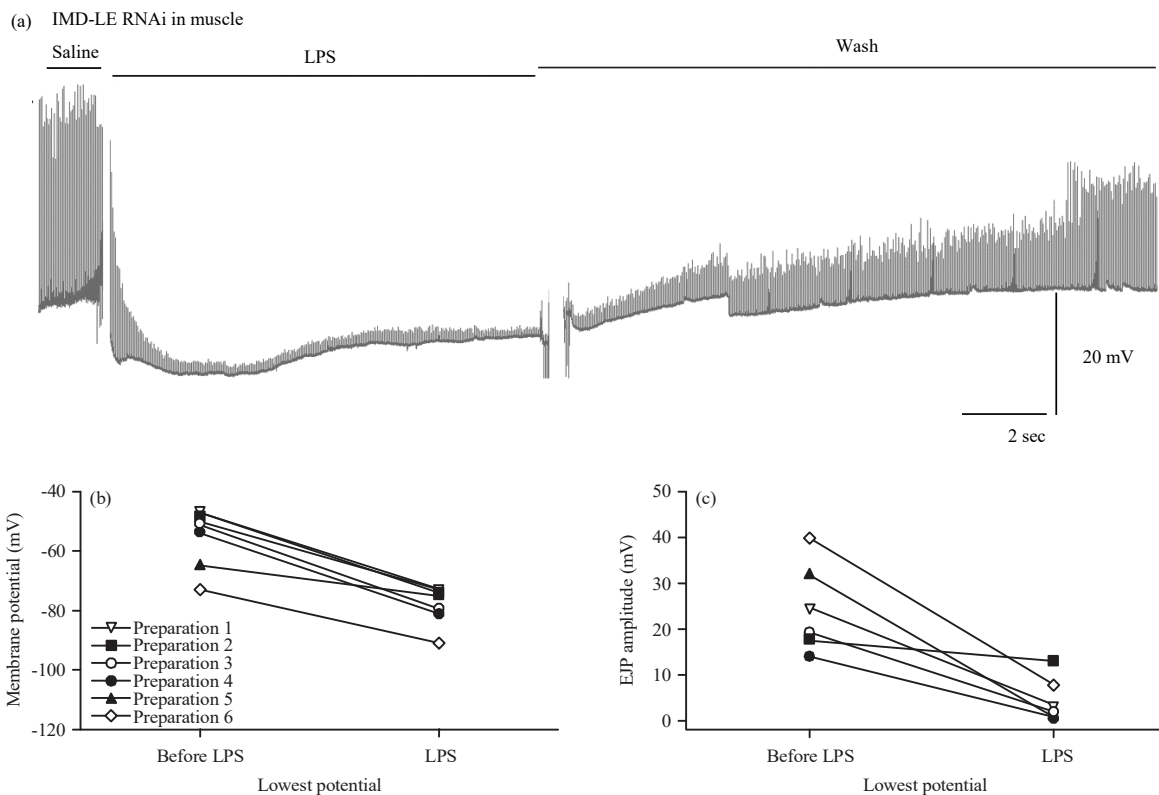 (a) IMD-LE RNAi in muscle
Saline
LPS
Wash
20 mV
2 sec
(b)
-40
-60
-80
-100
-120
Membrane potential (mV)
Preparation 1
Preparation 2
Preparation 3
Preparation 4
Preparation 5
Preparation 6
Before LPS LPS
Lowest potential
(c)
50
40
30
20
10
0
EJP amplitude (mV)
Before LPS LPS
Lowest potential